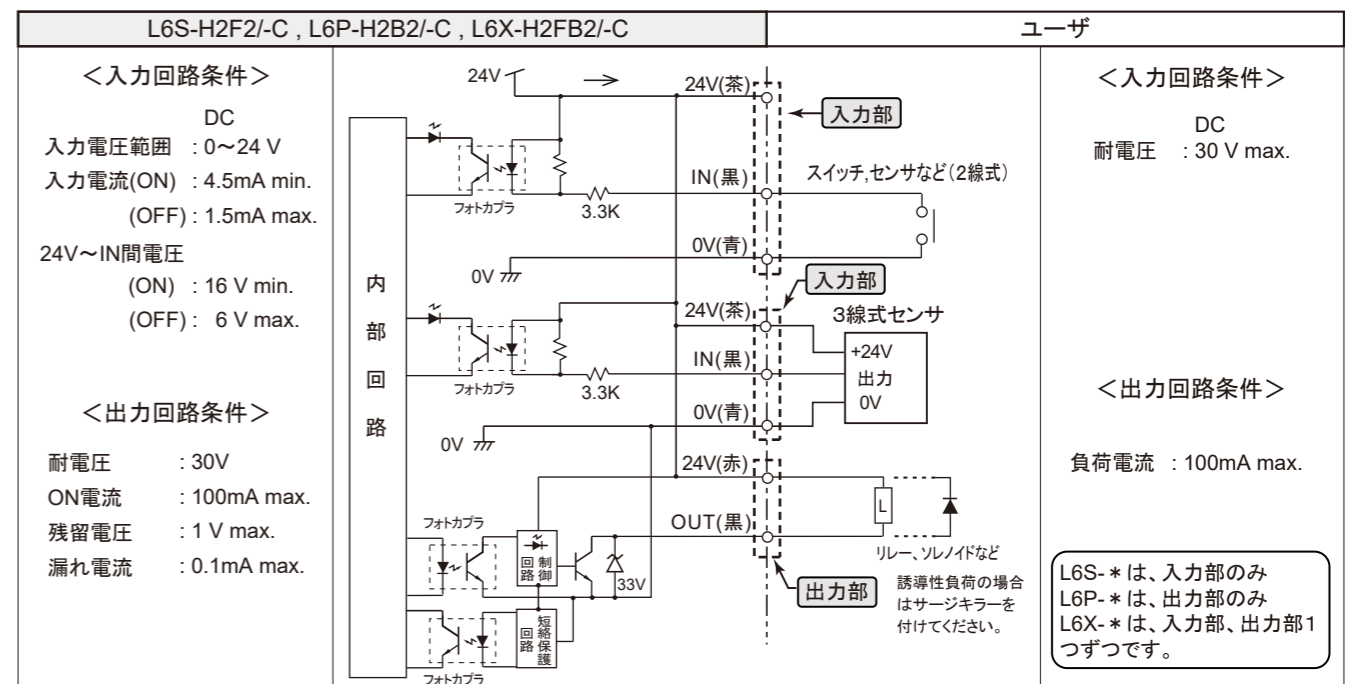 L6S-H2F2/-C , L6P-H2B2/-C , L6X-H2FB2/-C
ユーザ
＜入力回路条件＞
DC
入力電圧範囲 : 0～24 V
入力電流(ON) : 4.5mA min.
(OFF) : 1.5mA max.
24V～IN間電圧
(ON) : 16 V min.
(OFF) : 6 V max.
＜出力回路条件＞
耐電圧 : 30V
ON電流 : 100mA max.
残留電圧 : 1 V max.
漏れ電流 : 0.1mA max.
内部回路
24V
24V(茶)
入力部
フォトカプラ
3.3K
IN(黒)
スイッチ,センサなど（2線式）
0V(青)
0V
入力部
24V(茶)
3線式センサ
+24V
IN(黒)
出力
フォトカプラ
3.3K
0V
0V(青)
0V
24V(赤)
L
OUT(黒)
フォトカプラ
制御回路
33V
リレー、ソレノイドなど
出力部
誘導性負荷の場合
はサージキラーを
付けてください。
短絡保護回路
フォトカプラ
＜入力回路条件＞
DC
耐電圧 : 30 V max.
＜出力回路条件＞
負荷電流 : 100mA max.
L6S-＊は、入力部のみ
L6P-＊は、出力部のみ
L6X-＊は、入力部、出力部1
つずつです。